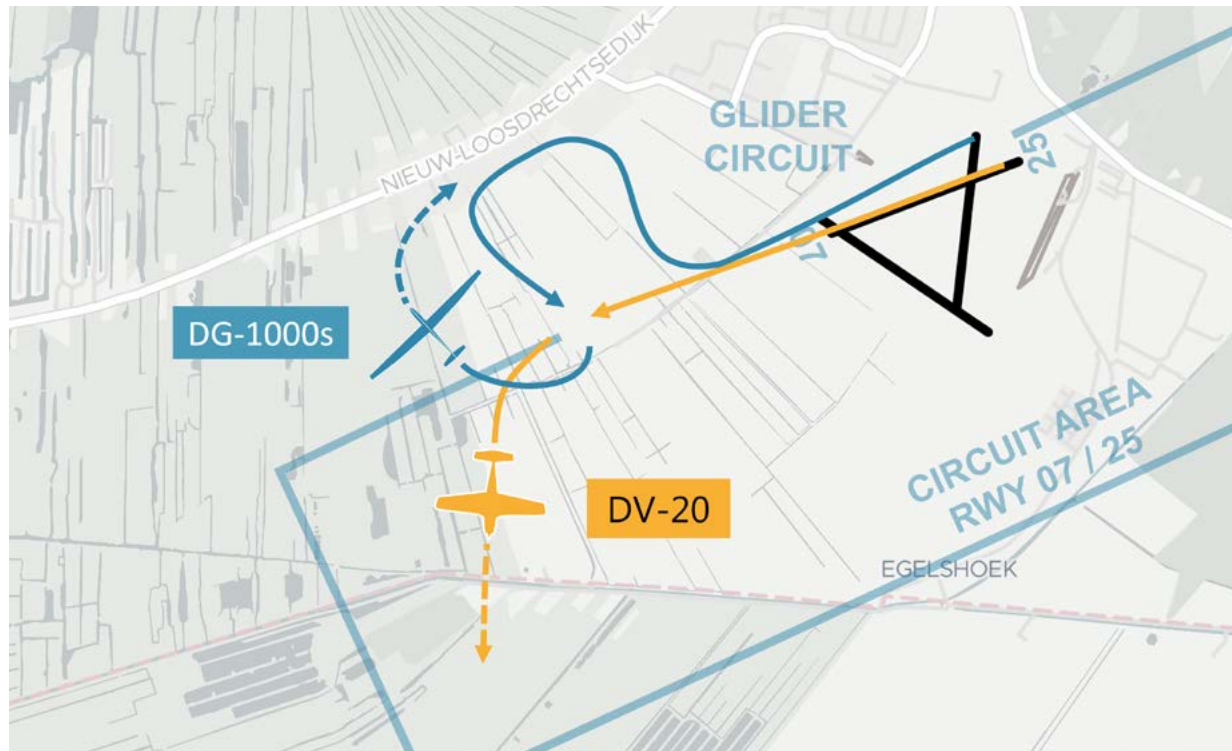 NIEUW-LOOSDRECHTSEDIJK
GLIDER
CIRCUIT
25
07
DG-1000s
DV-20
CIRCUIT AREA
RWY 07 / 25
EGELSHOEK